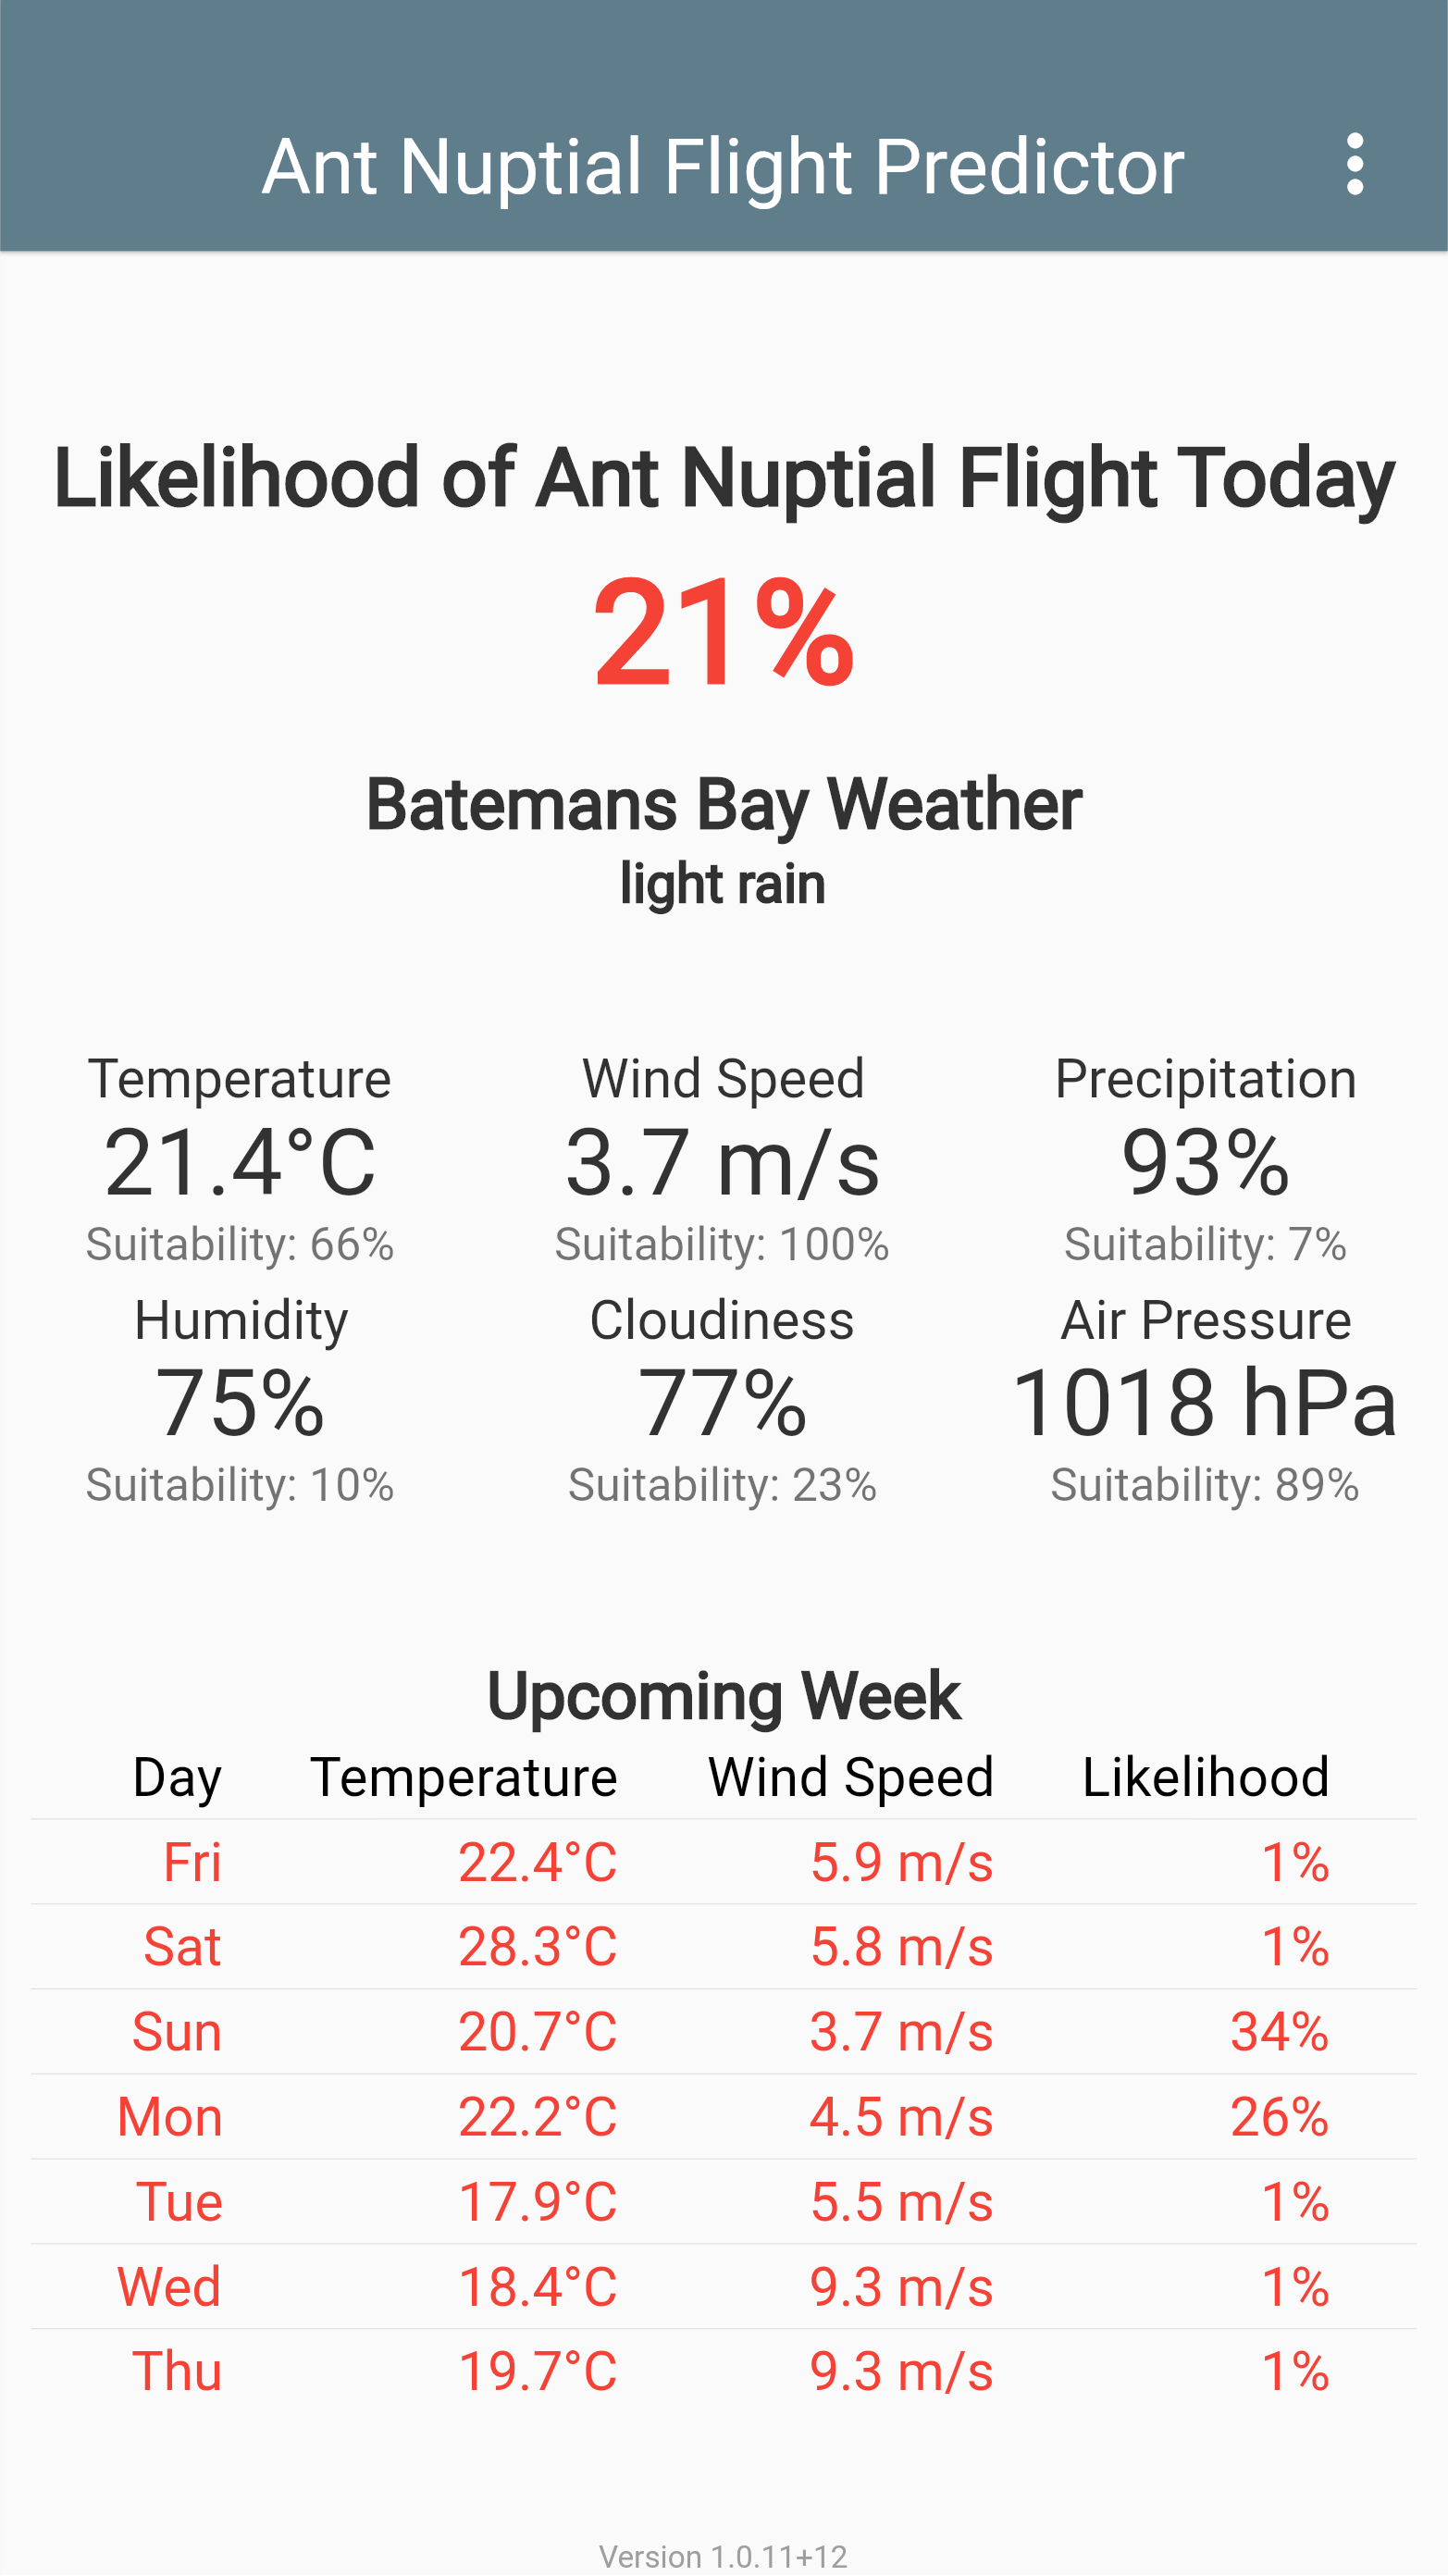 Ant Nuptial Flight Predictor
Likelihood of Ant Nuptial Flight Today
21%
Batemans Bay Weather
light rain
Temperature Wind Speed Precipitation
21.4°C 3.7 m/s 93%
Suitability: 66% Suitability: 100% Suitability: 7%
Humidity Cloudiness Air Pressure
75% 77% 1018 hPa
Suitability: 10% Suitability: 23% Suitability: 89%
Upcoming Week
Day Temperature Wind Speed Likelihood
Fri 22.4°C 5.9 m/s 1%
Sat 28.3°C 5.8 m/s 1%
Sun 20.7°C 3.7 m/s 34%
Mon 22.2°C 4.5 m/s 26%
Tue 17.9°C 5.5 m/s 1%
Wed 18.4°C 9.3 m/s 1%
Thu 19.7°C 9.3 m/s 1%
Version 1.0.11+12